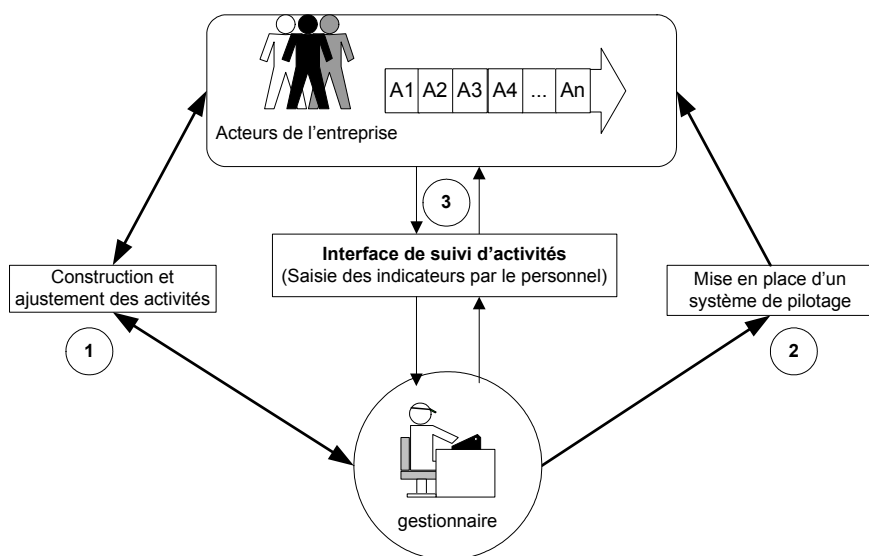 A1 A2 A3 A4 ... An
Acteurs de l'entreprise
3
Interface de suivi d'activités
(Saisie des indicateurs par le personnel)
Construction et
ajustement des activités
1
Mise en place d'un
système de pilotage
2
gestionnaire